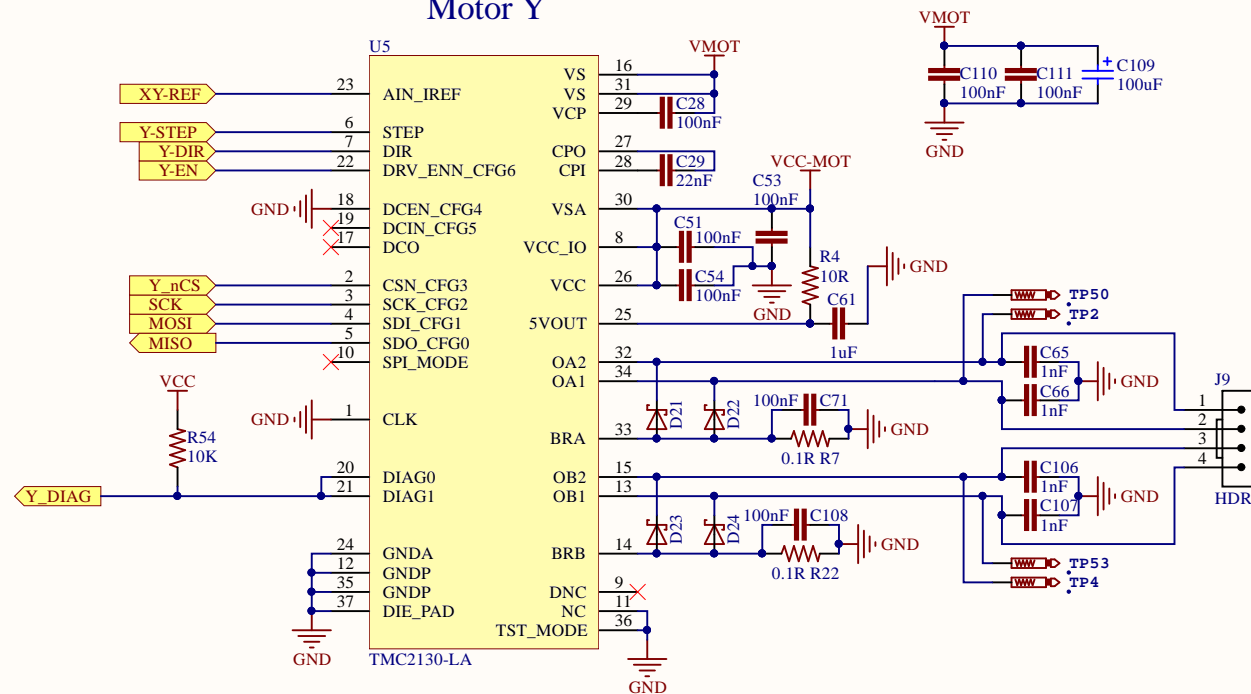 Motor Y
U5
VMOT
VMOT
XY-REF 23 AIN_IREF
VS 16
VS 31
VCP 29
C28
100nF
C110
100nF
C111
100nF
+ C109
100uF
GND
Y-STEP 6 STEP
Y-DIR 7 DIR
Y-EN 22 DRV_ENN_CFG6
CPO 27
CPI 28
C29
22nF
VCC-MOT
C53
100nF
GND 18 DCEN_CFG4
19 DCIN_CFG5
17 DCO
VSA 30
VCC_IO 8
VCC 26
5VOUT 25
C51
100nF
C54
100nF
GND
R4
10R
C61
1uF
GND
Y_nCS 2 CSN_CFG3
SCK 3 SCK_CFG2
MOSI 4 SDI_CFG1
MISO 5 SDO_CFG0
10 SPI_MODE
TP50
TP2
OA2 32
OA1 34
C65
1nF
C66
1nF
GND
VCC
R54
10K
GND 1 CLK
D21
D22
100nF C71
0.1R R7
GND
BRA 33
J9
1
2
3
4
HDR
Y_DIAG
20 DIAG0
21 DIAG1
OB2 15
OB1 13
C106
1nF
C107
1nF
GND
D23
D24
100nF C108
0.1R R22
GND
BRB 14
24 GNDA
12 GNDP
35 GNDP
37 DIE_PAD
GND
DNC 9
NC 11
TST_MODE 36
GND
TP53
TP4
TMC2130-LA